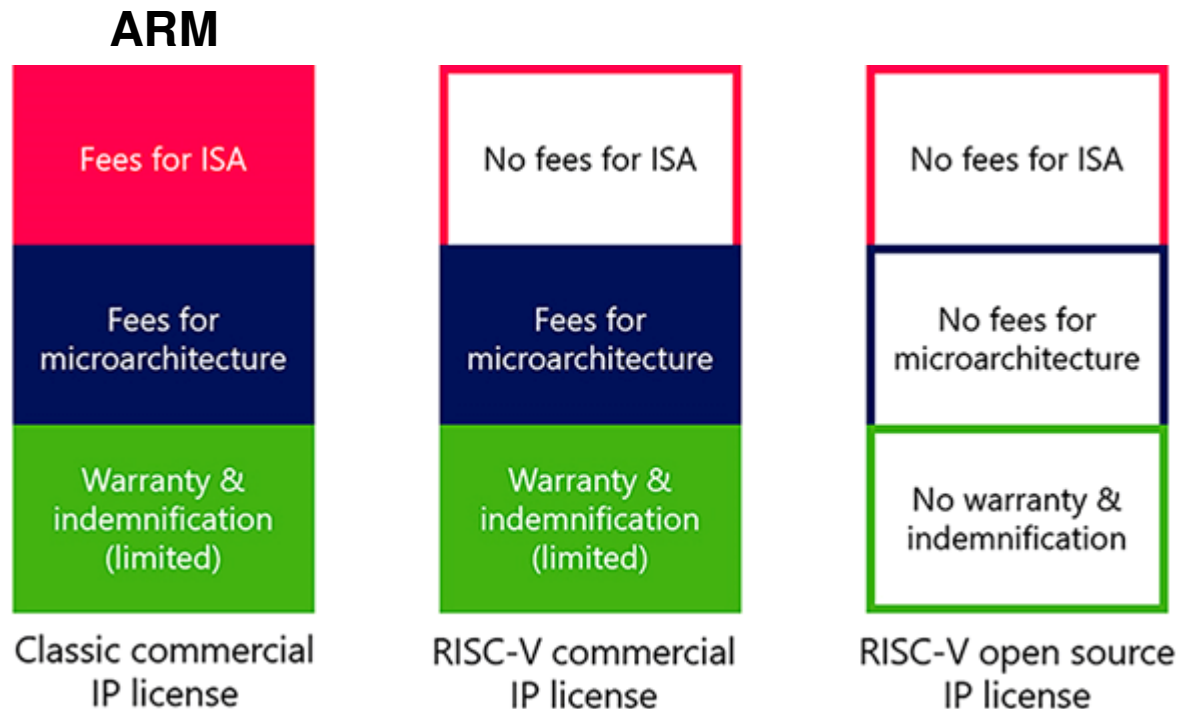 ARM
Fees for ISA
Fees for
microarchitecture
Warranty &
indemnification
(limited)
Classic commercial
IP license
No fees for ISA
Fees for
microarchitecture
Warranty &
indemnification
(limited)
RISC-V commercial
IP license
No fees for ISA
No fees for
microarchitecture
No warranty &
indemnification
RISC-V open source
IP license